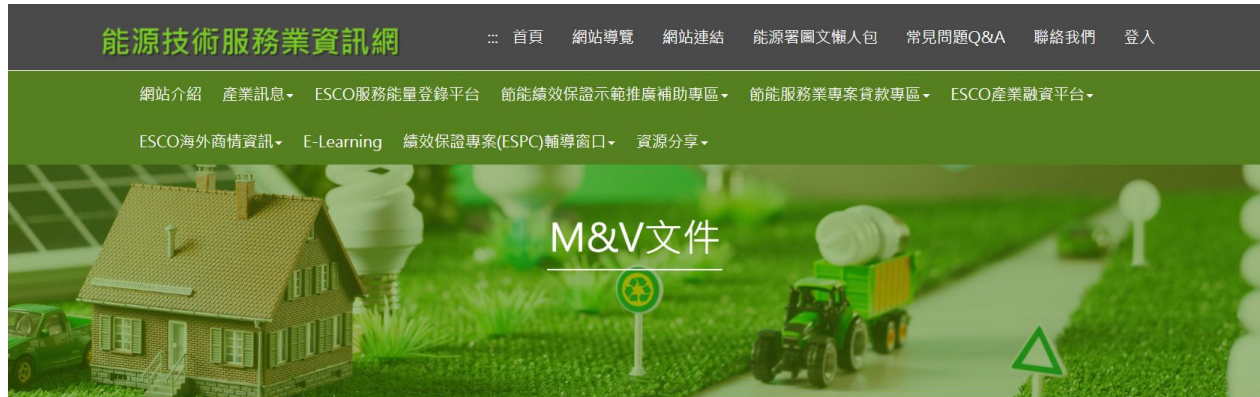 能源技術服務業資訊網 ::: 首頁 網站導覽 網站連結 能源署圖文懶人包 常見問題Q&A 聯絡我們 登入
網站介紹 產業訊息 ESCO服務能量登錄平台 節能績效保證示範推廣補助專區 節能服務業專案貸款專區 ESCO產業融資平台
ESCO海外商情資訊 E-Learning 績效保證專案(ESPC)輔導窗口 資源分享
M&V文件